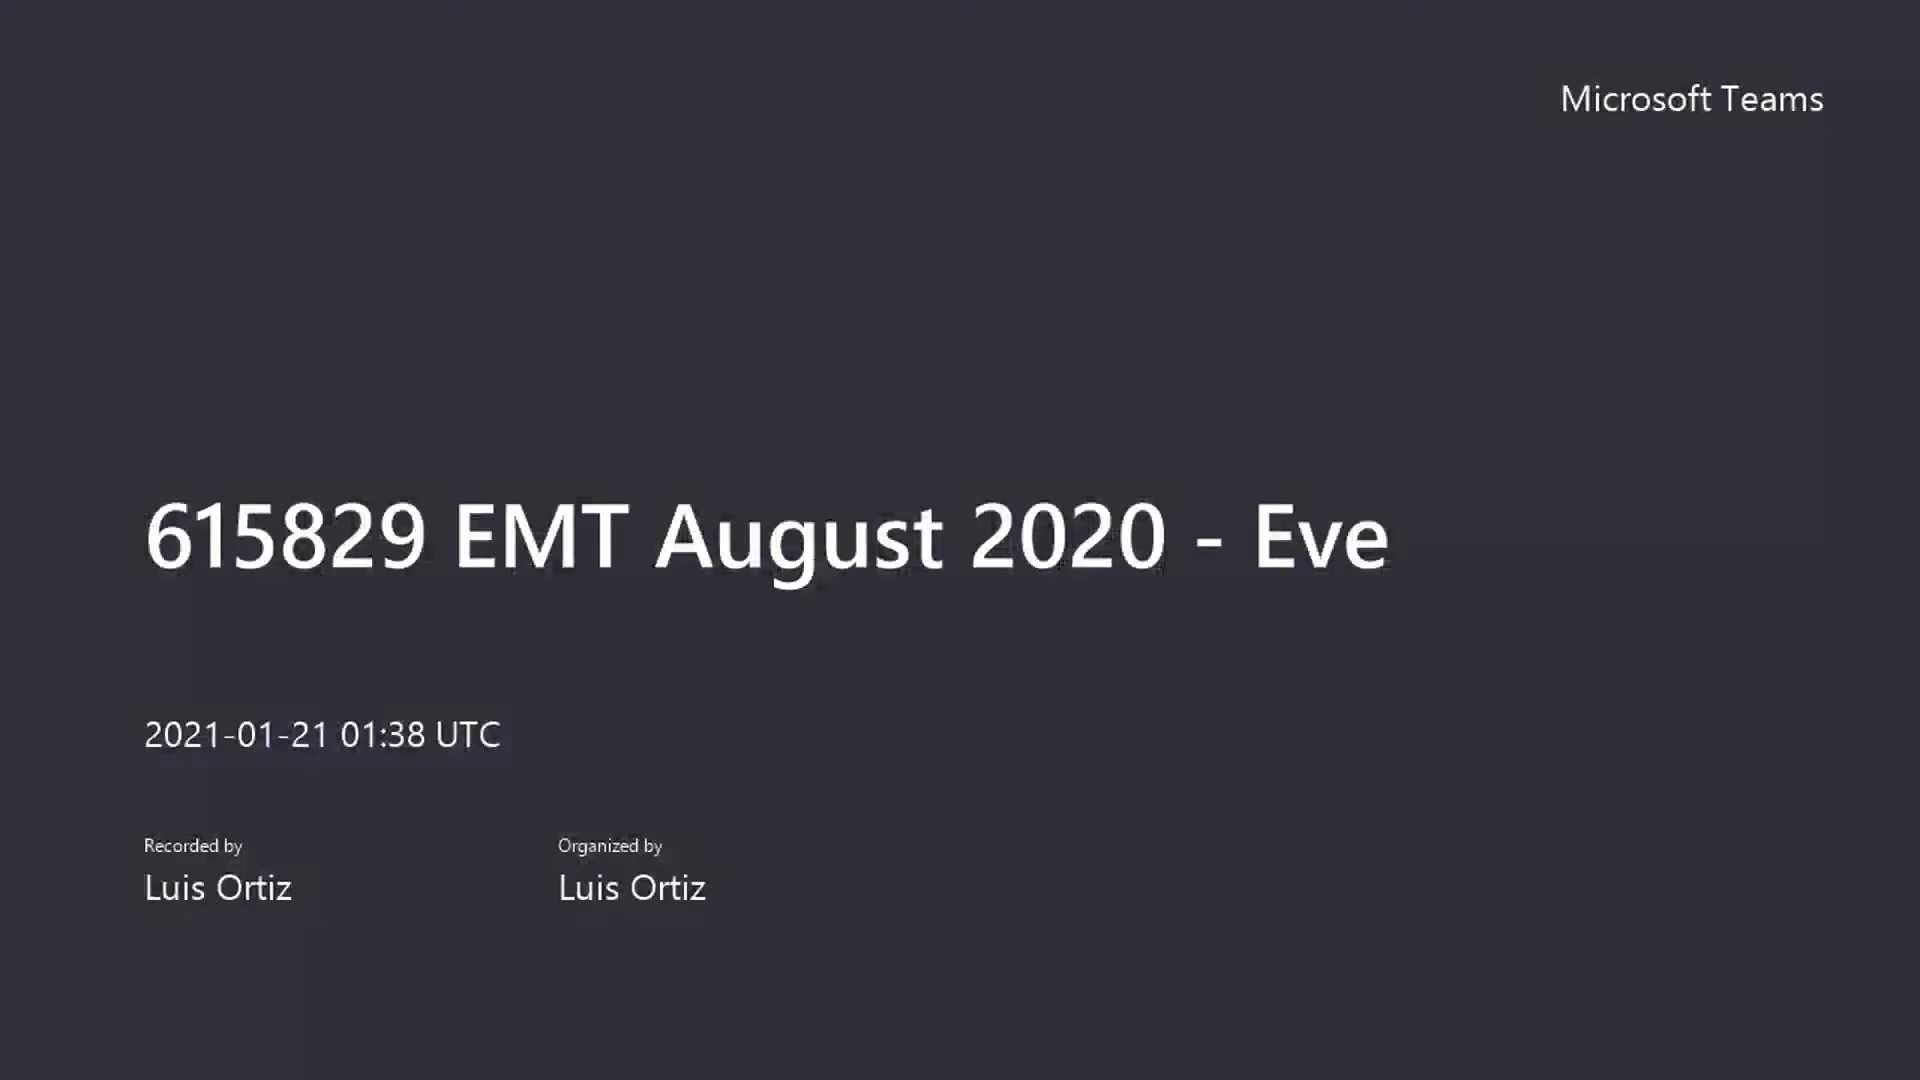 Microsoft Teams
615829 EMT August 2020 - Eve
2021-01-21 01:38 UTC
Recorded by
Luis Ortiz
Organized by
Luis Ortiz